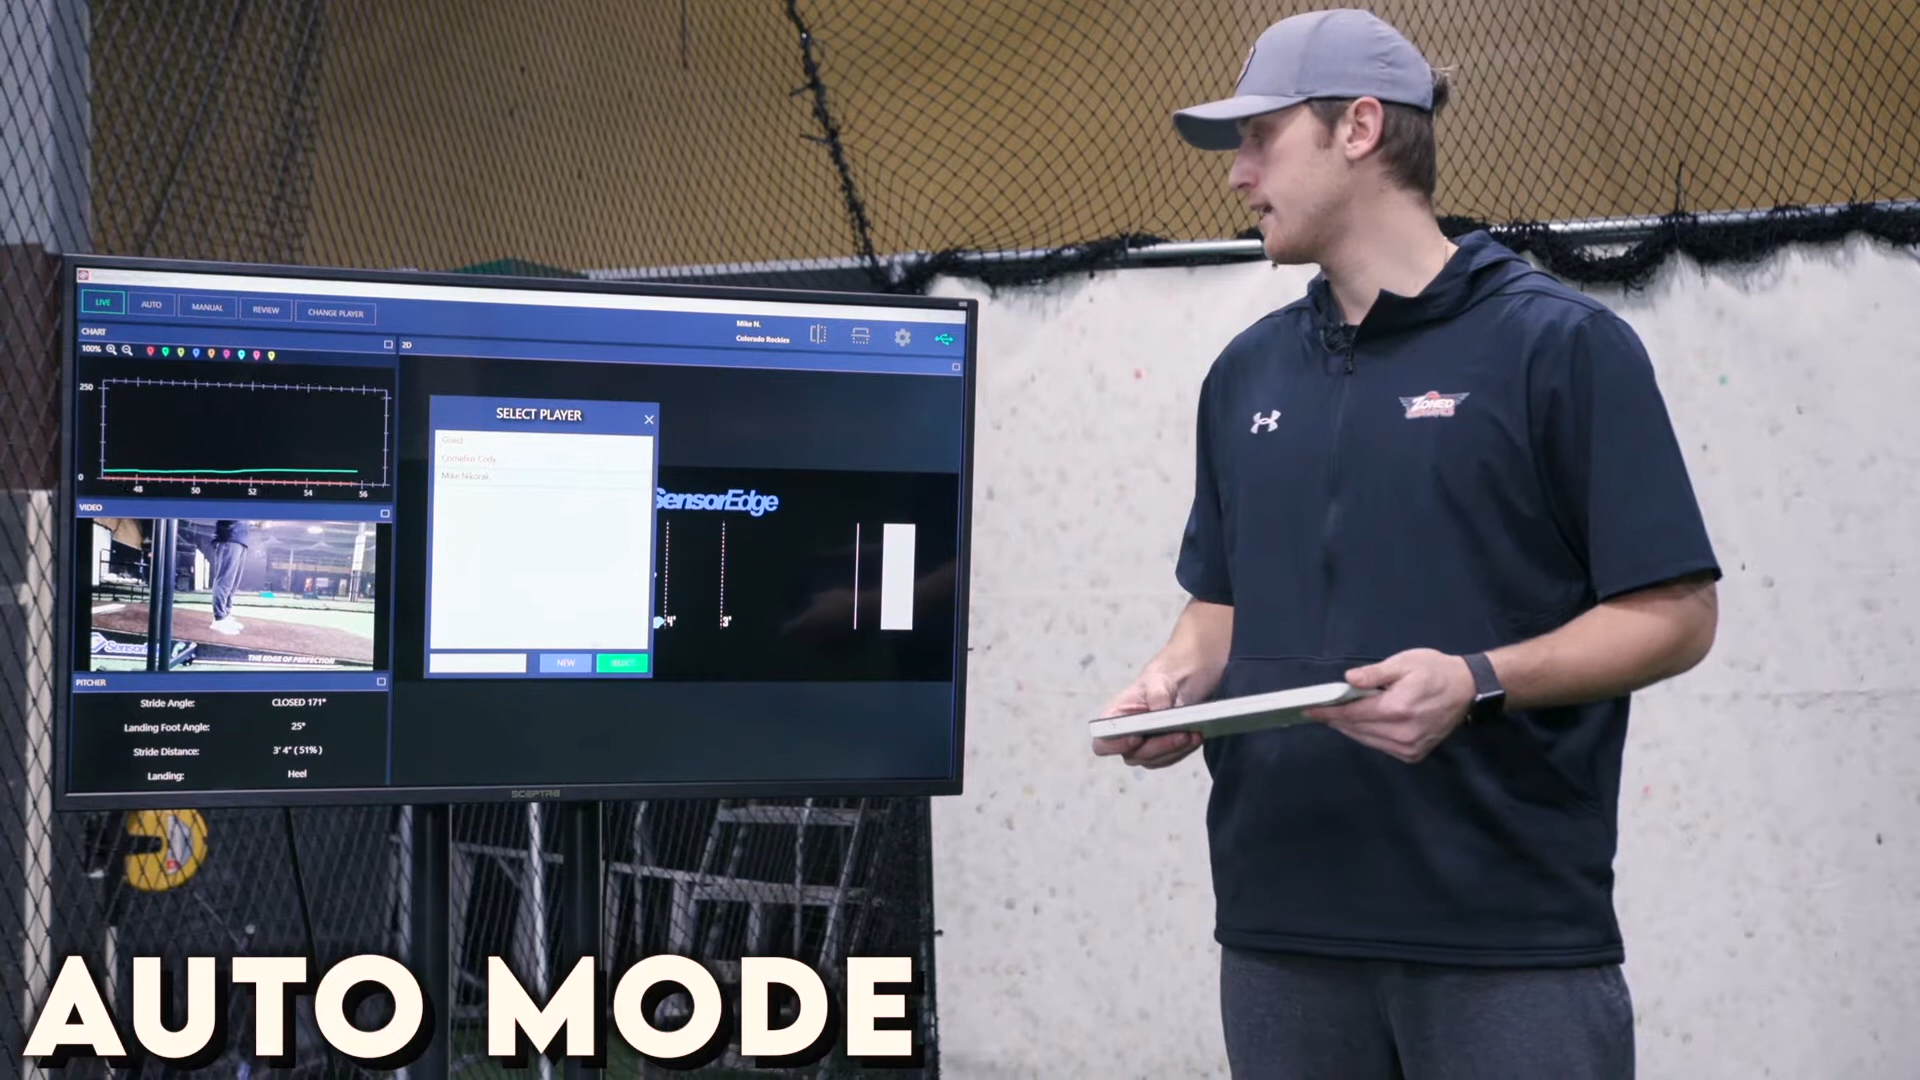 LIVE
AUTO
MANUAL
REVIEW
CHANGE PLAYER
Mike N.
Colorado Rockies
CHART
2D
100%
250
0
48
50
52
54
56
SELECT PLAYER
Guest
Cornelius Cody
Mike Nikorak
NEW
SELECT
SensorEdge
4'
3'
VIDEO
Sensor
THE EDGE OF PERFECTION
PITCHER
Stride Angle: CLOSED 171°
Landing Foot Angle: 25°
Stride Distance: 3' 4" ( 51% )
Landing: Heel
SCEPTRE
ZONED
AUTO MODE